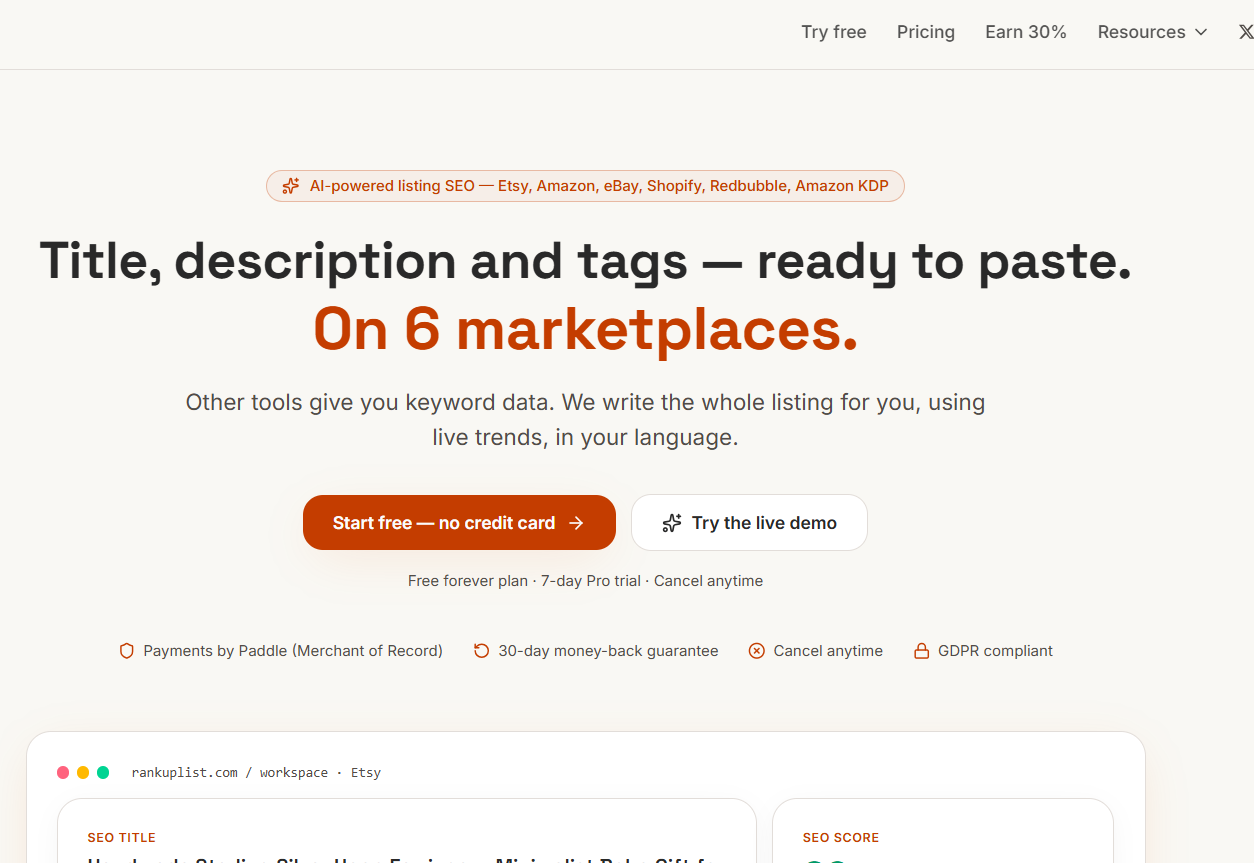 Try free Pricing Earn 30% Resources
AI-powered listing SEO — Etsy, Amazon, eBay, Shopify, Redbubble, Amazon KDP
Title, description and tags — ready to paste.
On 6 marketplaces.
Other tools give you keyword data. We write the whole listing for you, using
live trends, in your language.
Start free — no credit card Try the live demo
Free forever plan · 7-day Pro trial · Cancel anytime
Payments by Paddle (Merchant of Record) 30-day money-back guarantee Cancel anytime GDPR compliant
rankuplist.com / workspace · Etsy
SEO TITLE
SEO SCORE